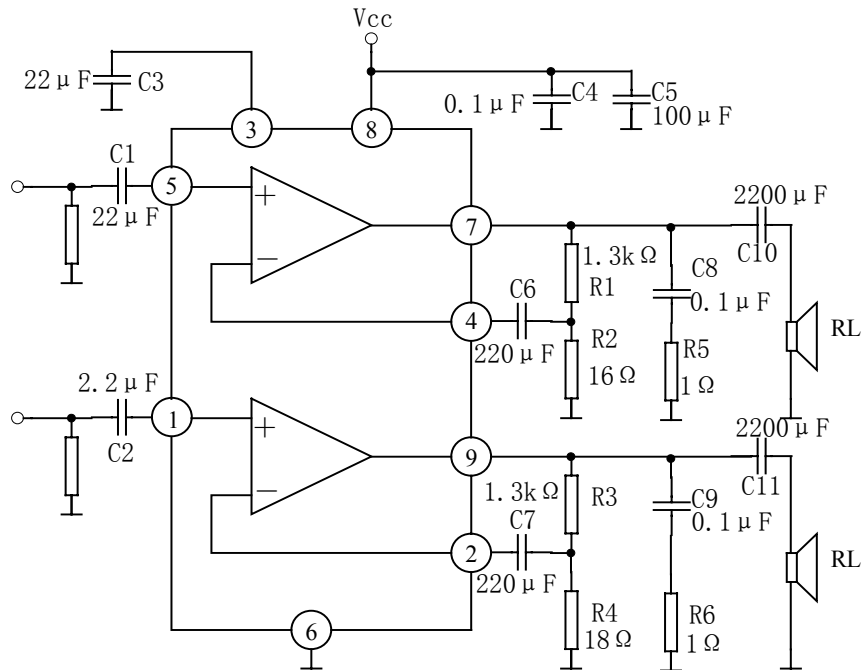 Vcc
22μF
C3
0.1μF
C4
C5
100μF
3
8
C1
5
22μF
+
−
7
2200μF
C10
1.3kΩ
R1
C8
0.1μF
C6
4
220μF
R2
16Ω
R5
1Ω
RL
2.2μF
1
C2
+
−
9
2200μF
C11
1.3kΩ
R3
C9
0.1μF
C7
2
220μF
R4
18Ω
R6
1Ω
RL
6